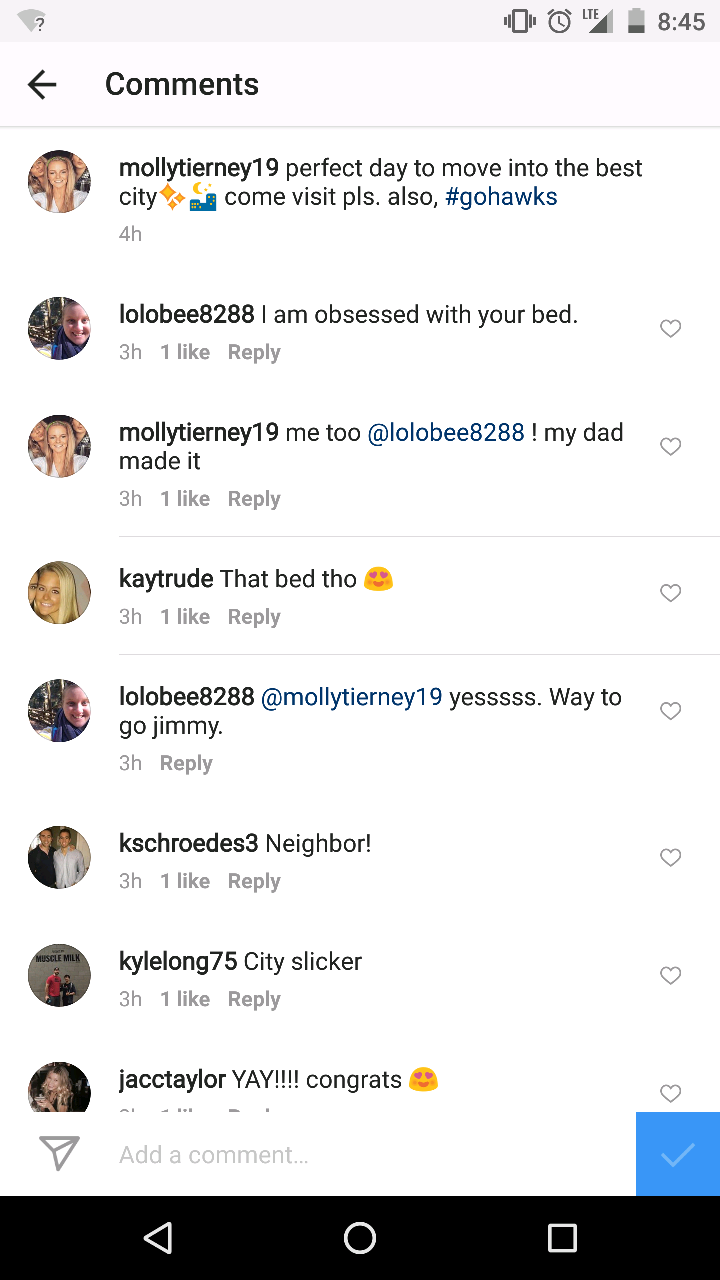 ?
LTE
8:45
Comments
mollytierney19 perfect day to move into the best
city✨🌃 come visit pls. also, #gohawks
4h
lolobee8288 I am obsessed with your bed.
3h 1 like Reply
mollytierney19 me too @lolobee8288 ! my dad
made it
3h 1 like Reply
kaytrude That bed tho 😍
3h 1 like Reply
lolobee8288 @mollytierney19 yesssss. Way to
go jimmy.
3h Reply
kschroedes3 Neighbor!
3h 1 like Reply
MUSCLE MILK
kylelong75 City slicker
3h 1 like Reply
jacctaylor YAY!!!! congrats 😍
Add a comment...